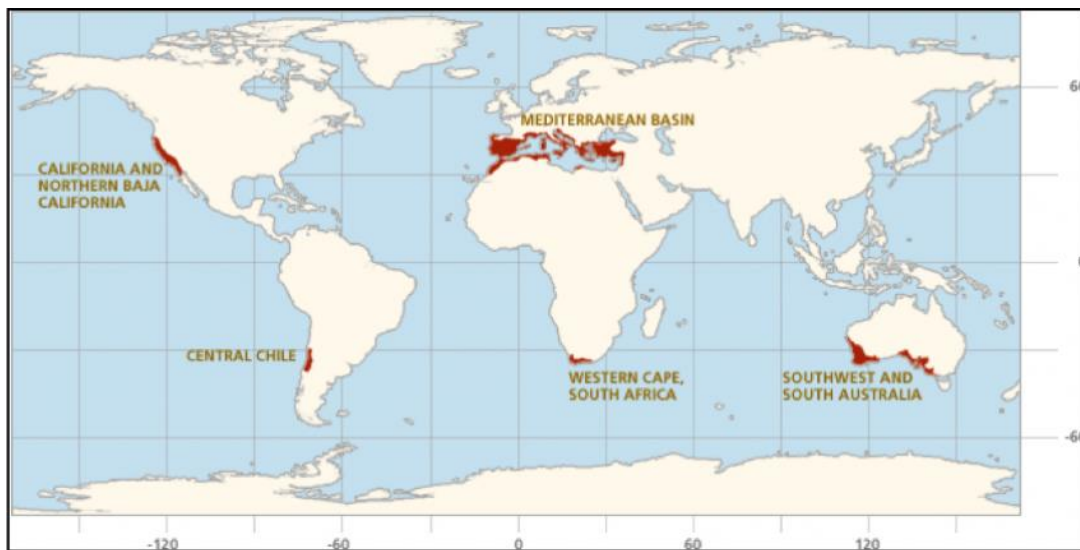 MEDITERRANEAN BASIN
CALIFORNIA AND
NORTHERN BAJA
CALIFORNIA
CENTRAL CHILE
WESTERN CAPE,
SOUTH AFRICA
SOUTHWEST AND
SOUTH AUSTRALIA
-120
-60
0
60
120